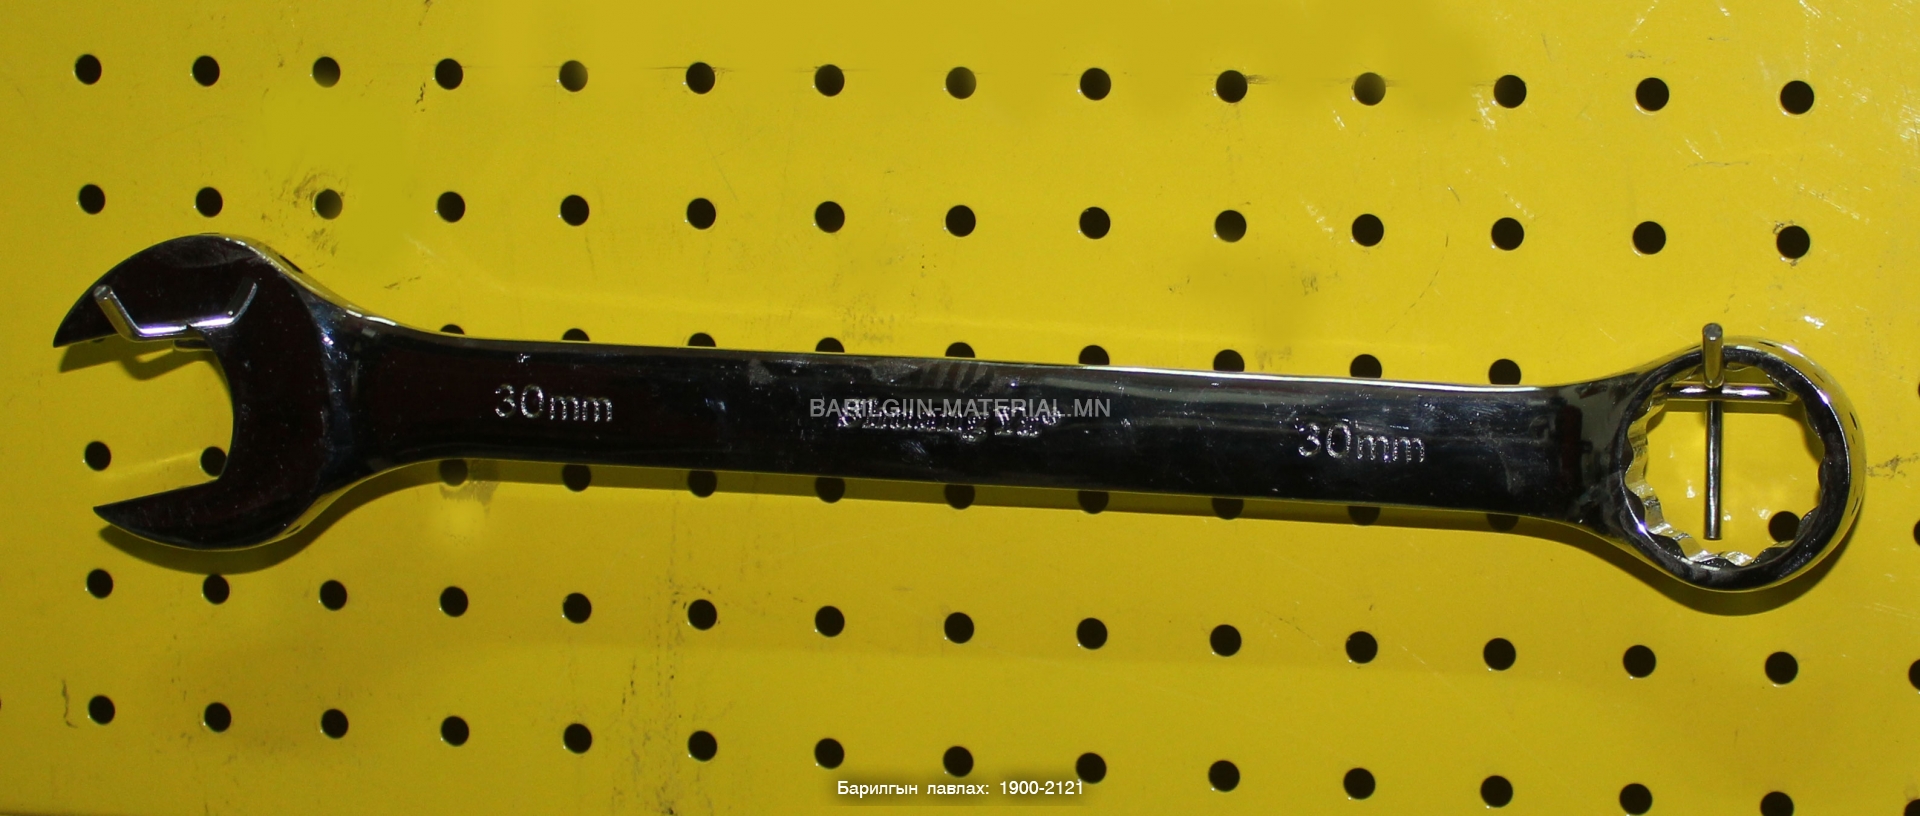 30mm
BARILGIIN-MATERIAL.MN
30mm
Барилгын лавлах: 1900-2121